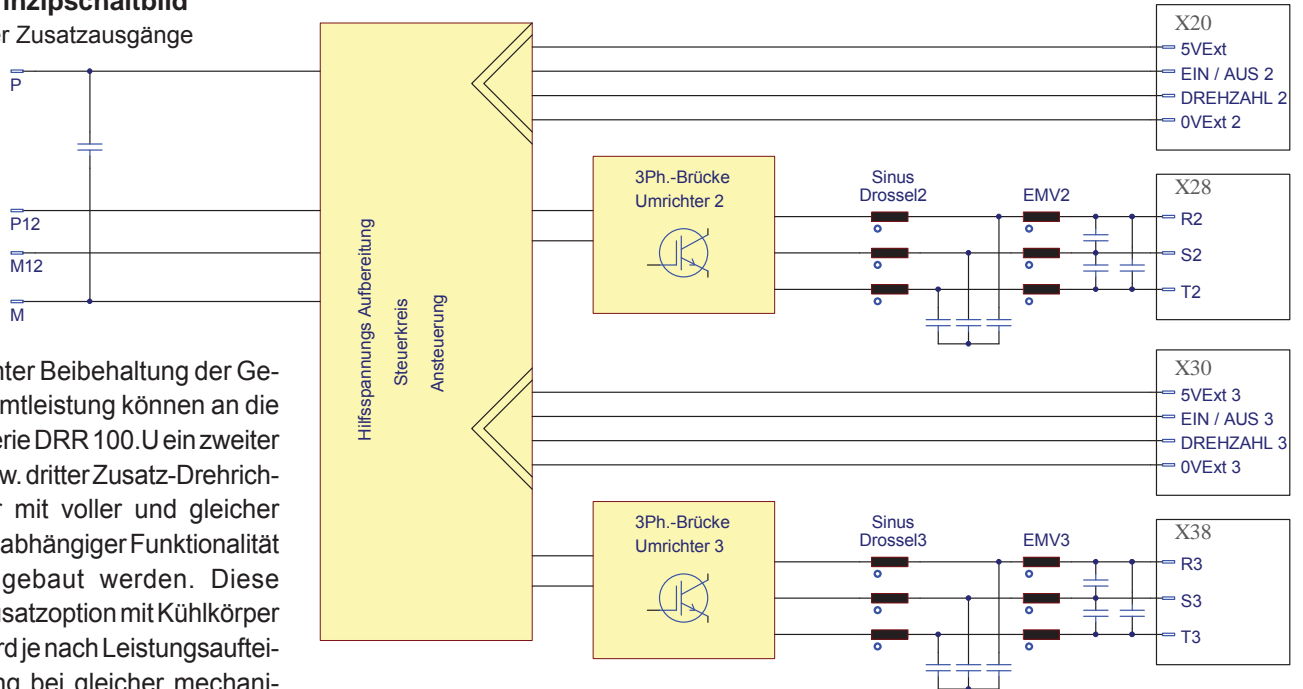 inzipschaltbild
er Zusatzausgänge
P
P12
M12
M
Hilfsspannungs Aufbereitung
Steuerkreis
Ansteuerung
X20
5VExt
EIN / AUS 2
DREHZAHL 2
0VExt 2
3Ph.-Brücke
Umrichter 2
Sinus
Drossel2
EMV2
X28
R2
S2
T2
X30
5VExt 3
EIN / AUS 3
DREHZAHL 3
0VExt 3
3Ph.-Brücke
Umrichter 3
Sinus
Drossel3
EMV3
X38
R3
S3
T3
nter Beibehaltung der Ge-
mtleistung können an die
erie DRR 100.U ein zweiter
w. dritter Zusatz-Drehrich-
r mit voller und gleicher
abhängiger Funktionalität
gebaut werden. Diese
usatzoption mit Kühlkörper
rd je nach Leistungsauftei-
ng bei gleicher mechani-